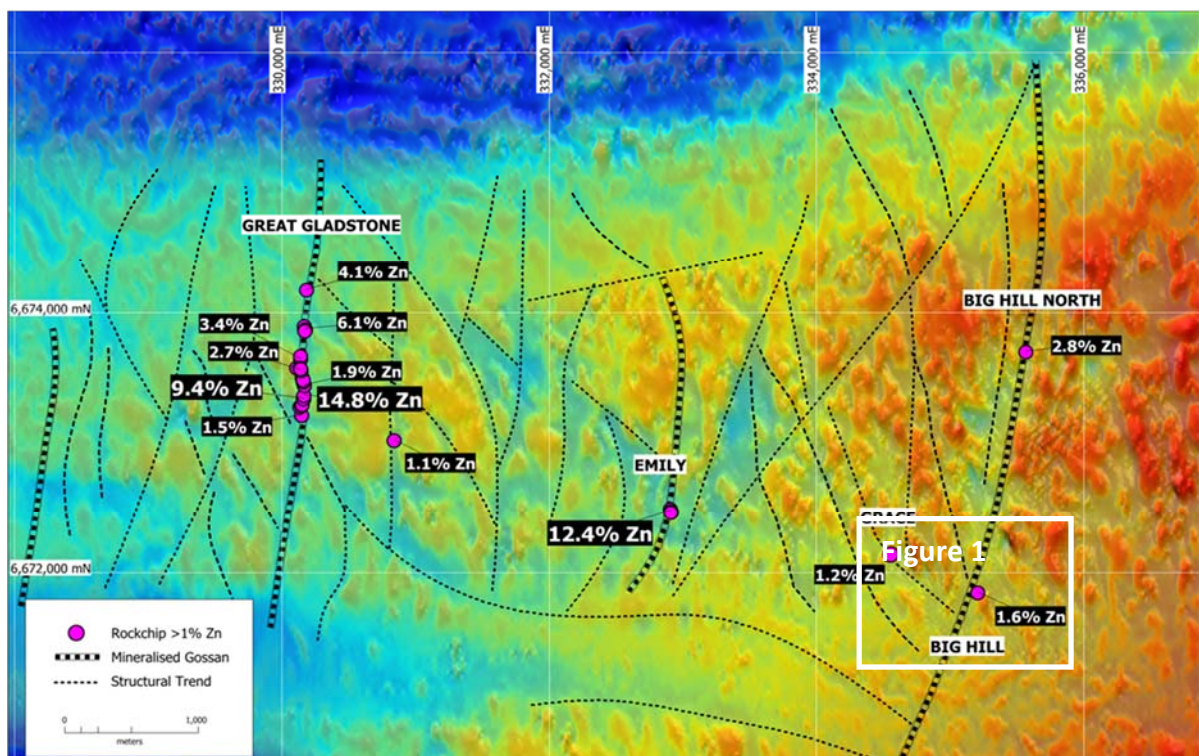 330,000 mE
332,000 mE
334,000 mE
336,000 mE
GREAT GLADSTONE
4.1% Zn
6,674,000 mN
BIG HILL NORTH
3.4% Zn
6.1% Zn
2.8% Zn
2.7% Zn
1.9% Zn
9.4% Zn
14.8% Zn
1.5% Zn
1.1% Zn
EMILY
12.4% Zn
GRACE
Figure 1
6,672,000 mN
1.2% Zn
1.6% Zn
BIG HILL
Rockchip >1% Zn
Mineralised Gossan
Structural Trend
0 1,000
meters